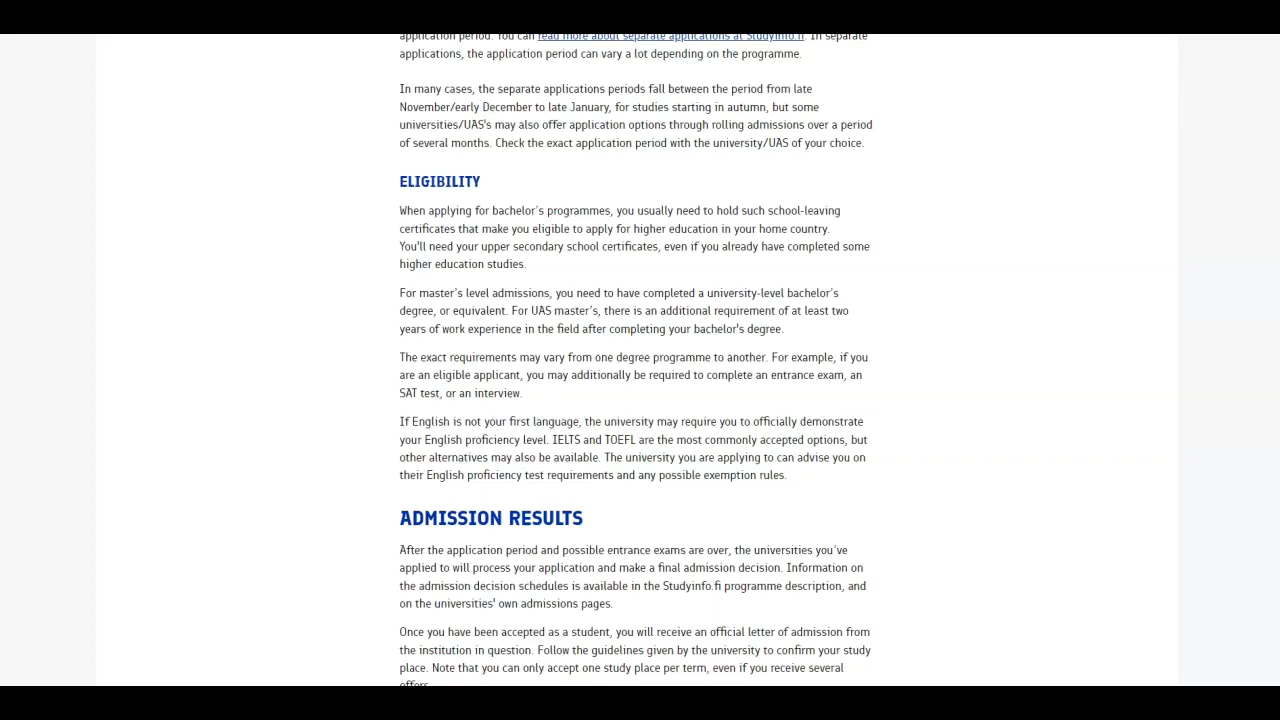 application period. You can read more about separate applications at Studyinfo.fi. In separate
applications, the application period can vary a lot depending on the programme.
In many cases, the separate applications periods fall between the period from late
November/early December to late January, for studies starting in autumn, but some
universities/UAS's may also offer application options through rolling admissions over a period
of several months. Check the exact application period with the university/UAS of your choice.
ELIGIBILITY
When applying for bachelor's programmes, you usually need to hold such school-leaving
certificates that make you eligible to apply for higher education in your home country.
You'll need your upper secondary school certificates, even if you already have completed some
higher education studies.
For master's level admissions, you need to have completed a university-level bachelor's
degree, or equivalent. For UAS master's, there is an additional requirement of at least two
years of work experience in the field after completing your bachelor's degree.
The exact requirements may vary from one degree programme to another. For example, if you
are an eligible applicant, you may additionally be required to complete an entrance exam, an
SAT test, or an interview.
If English is not your first language, the university may require you to officially demonstrate
your English proficiency level. IELTS and TOEFL are the most commonly accepted options, but
other alternatives may also be available. The university you are applying to can advise you on
their English proficiency test requirements and any possible exemption rules.
ADMISSION RESULTS
After the application period and possible entrance exams are over, the universities you've
applied to will process your application and make a final admission decision. Information on
the admission decision schedules is available in the Studyinfo.fi programme description, and
on the universities' own admissions pages.
Once you have been accepted as a student, you will receive an official letter of admission from
the institution in question. Follow the guidelines given by the university to confirm your study
place. Note that you can only accept one study place per term, even if you receive several
offers.